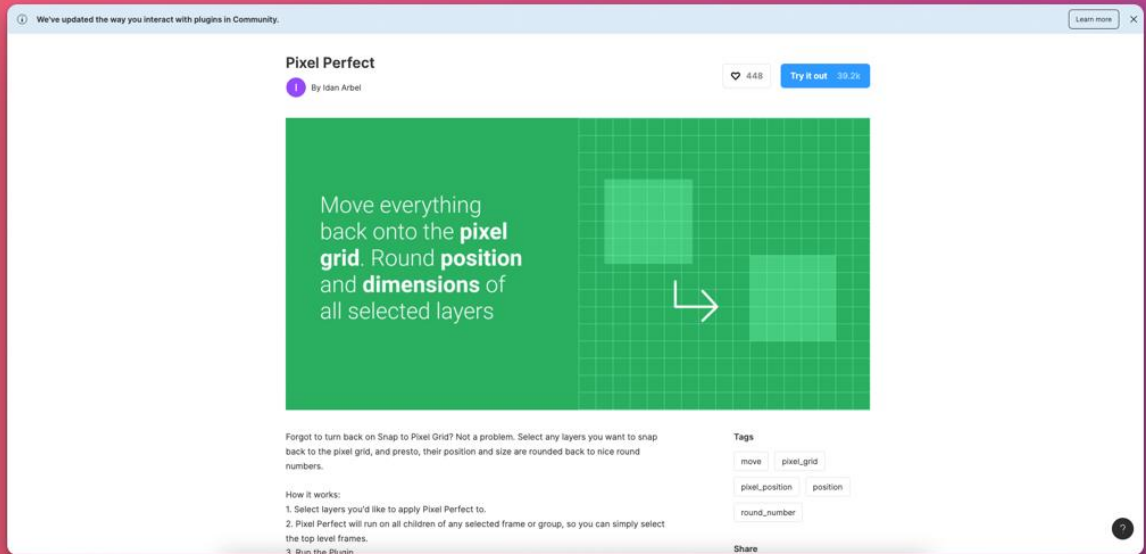 We've updated the way you interact with plugins in Community.
Learn more
Pixel Perfect
I
By Idan Arbel
448
Try it out 39.2k
Move everything
back onto the pixel
grid. Round position
and dimensions of
all selected layers
Forgot to turn back on Snap to Pixel Grid? Not a problem. Select any layers you want to snap
back to the pixel grid, and presto, their position and size are rounded back to nice round
numbers.
How it works:
1. Select layers you'd like to apply Pixel Perfect to.
2. Pixel Perfect will run on all children of any selected frame or group, so you can simply select
the top level frames.
3. Run the Plugin
Tags
move pixel_grid
pixel_position position
round_number
Share
?